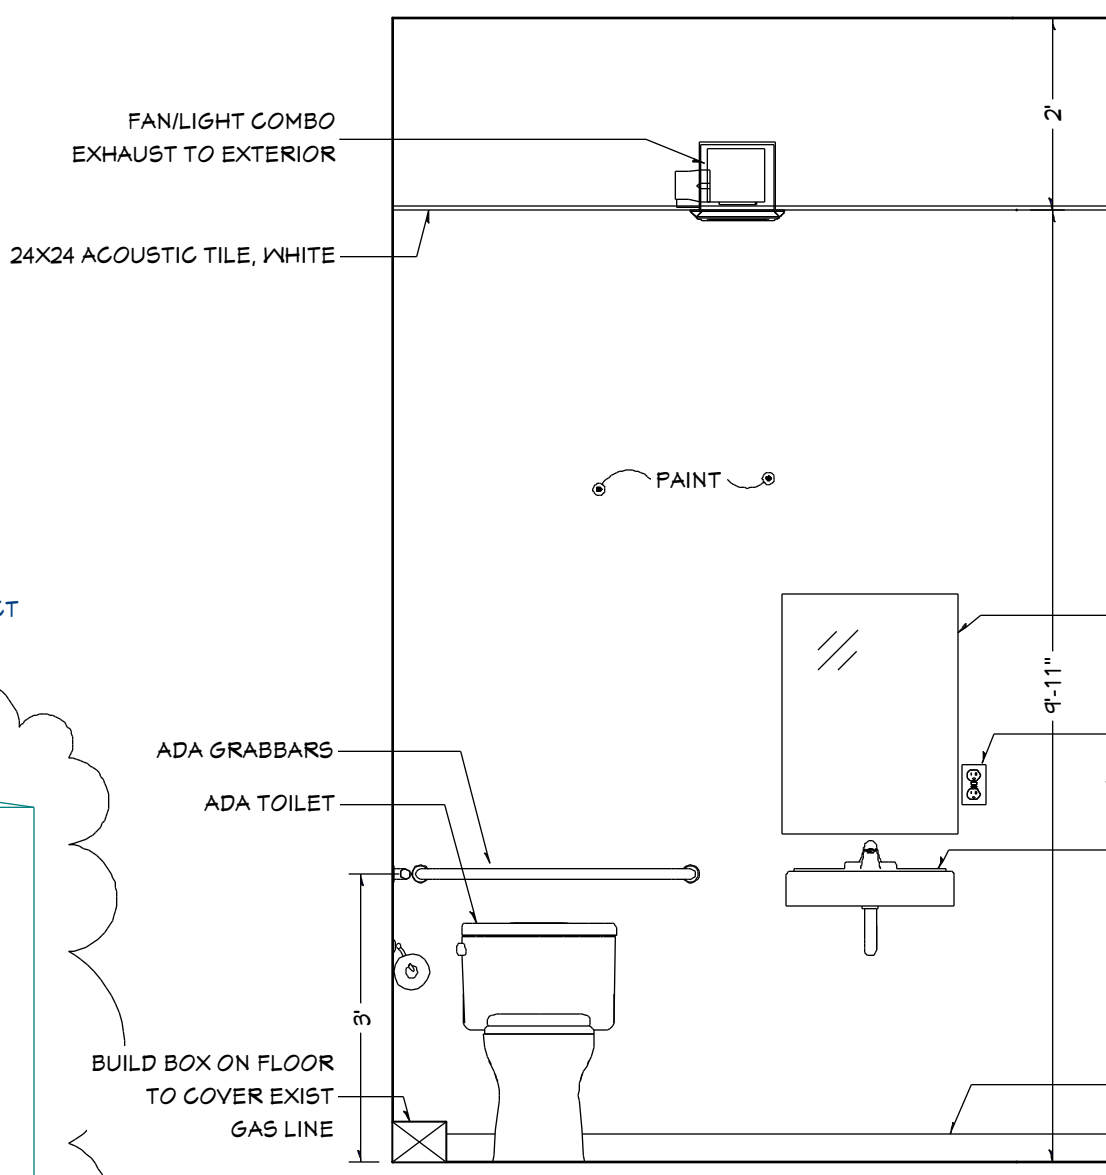 FAN/LIGHT COMBO
EXHAUST TO EXTERIOR
2'
24X24 ACOUSTIC TILE, WHITE
PAINT
9'-11"
ADA GRABBARS
ADA TOILET
3'
BUILD BOX ON FLOOR
TO COVER EXIST
GAS LINE